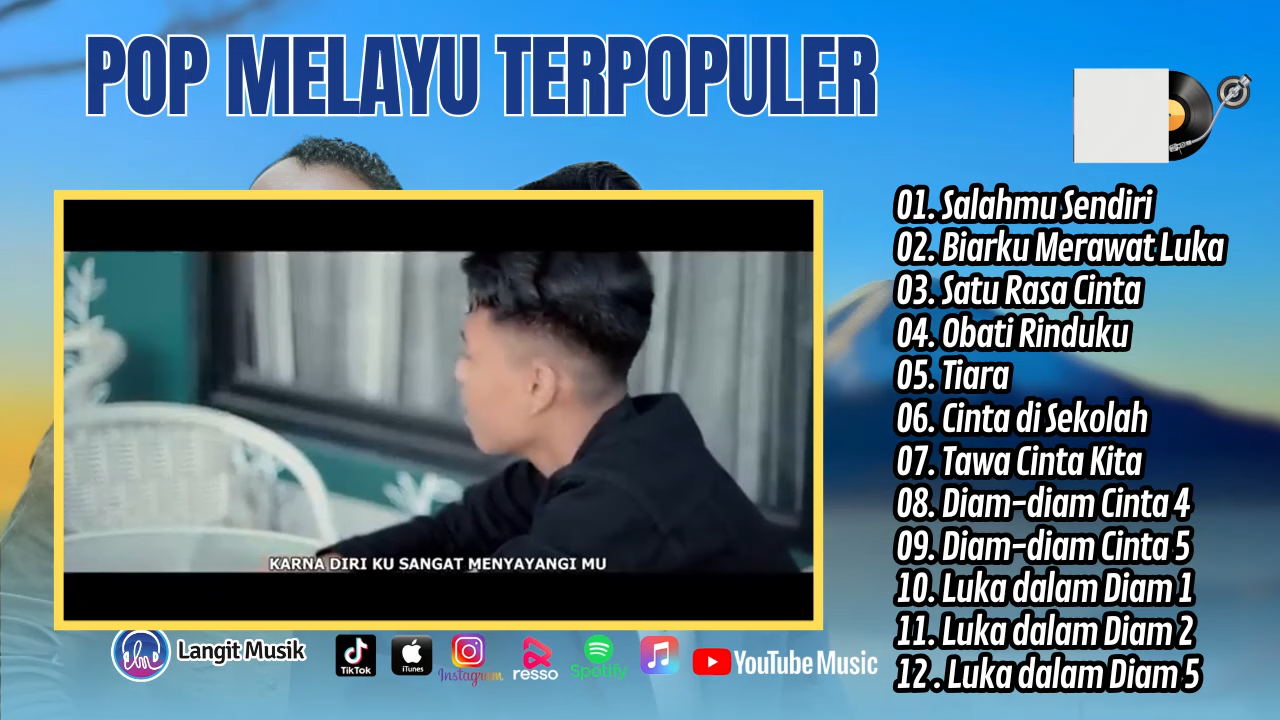 POP MELAYU TERPOPULER
01. Salahmu Sendiri
02. Biarku Merawat Luka
03. Satu Rasa Cinta
04. Obati Rinduku
05. Tiara
06. Cinta di Sekolah
07. Tawa Cinta Kita
08. Diam-diam Cinta 4
09. Diam-diam Cinta 5
10. Luka dalam Diam 1
11. Luka dalam Diam 2
12. Luka dalam Diam 5
KARNA DIRI KU SANGAT MENYAYANGI MU
lm Langit Musik
TikTok
iTunes
Instagram
resso
Spotify
YouTube Music